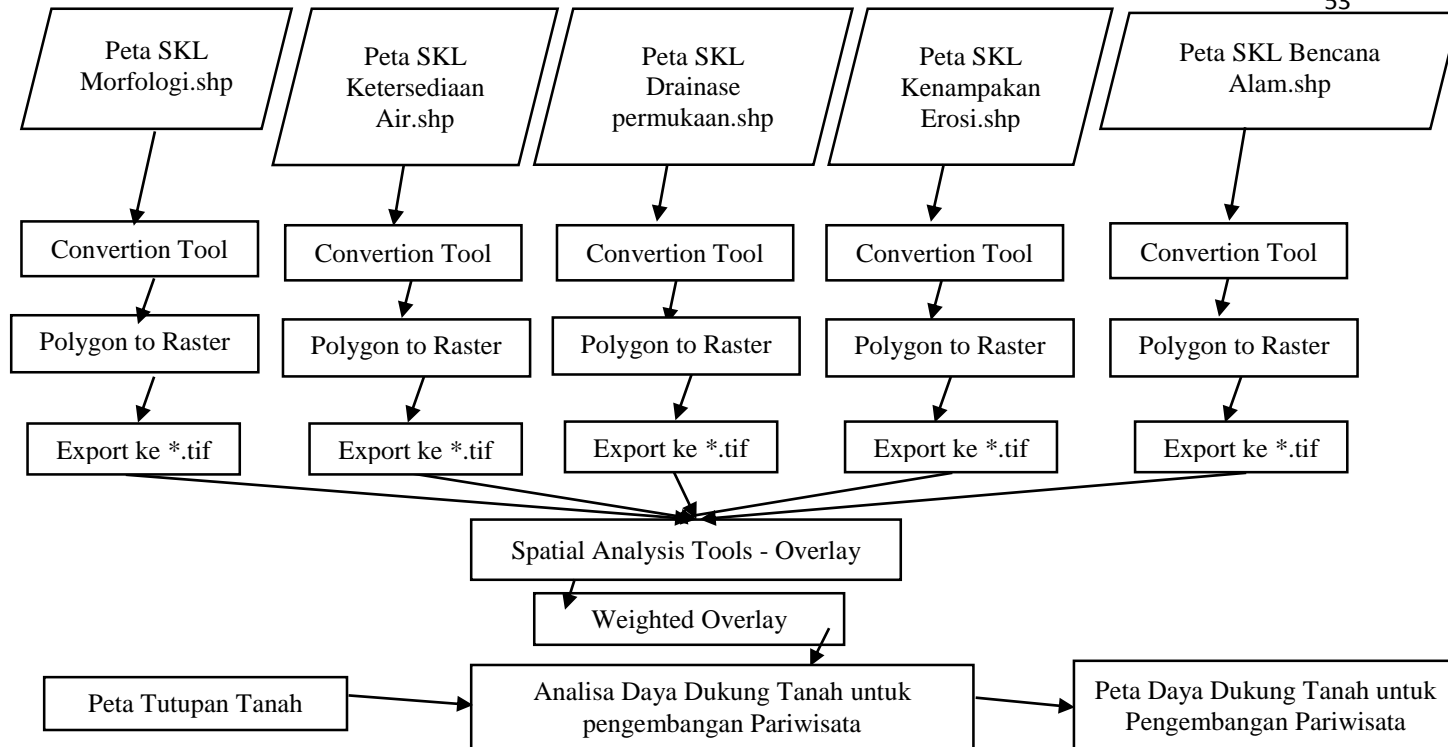 53
Peta SKL
Morfologi.shp
Peta SKL
Ketersediaan
Air.shp
Peta SKL
Drainase
permukaan.shp
Peta SKL
Kenampakan
Erosi.shp
Peta SKL Bencana
Alam.shp
Convertion Tool
Convertion Tool
Convertion Tool
Convertion Tool
Convertion Tool
Polygon to Raster
Polygon to Raster
Polygon to Raster
Polygon to Raster
Polygon to Raster
Export ke *.tif
Export ke *.tif
Export ke *.tif
Export ke *.tif
Export ke *.tif
Spatial Analysis Tools - Overlay
Weighted Overlay
Peta Tutupan Tanah
Analisa Daya Dukung Tanah untuk
pengembangan Pariwisata
Peta Daya Dukung Tanah untuk
Pengembangan Pariwisata